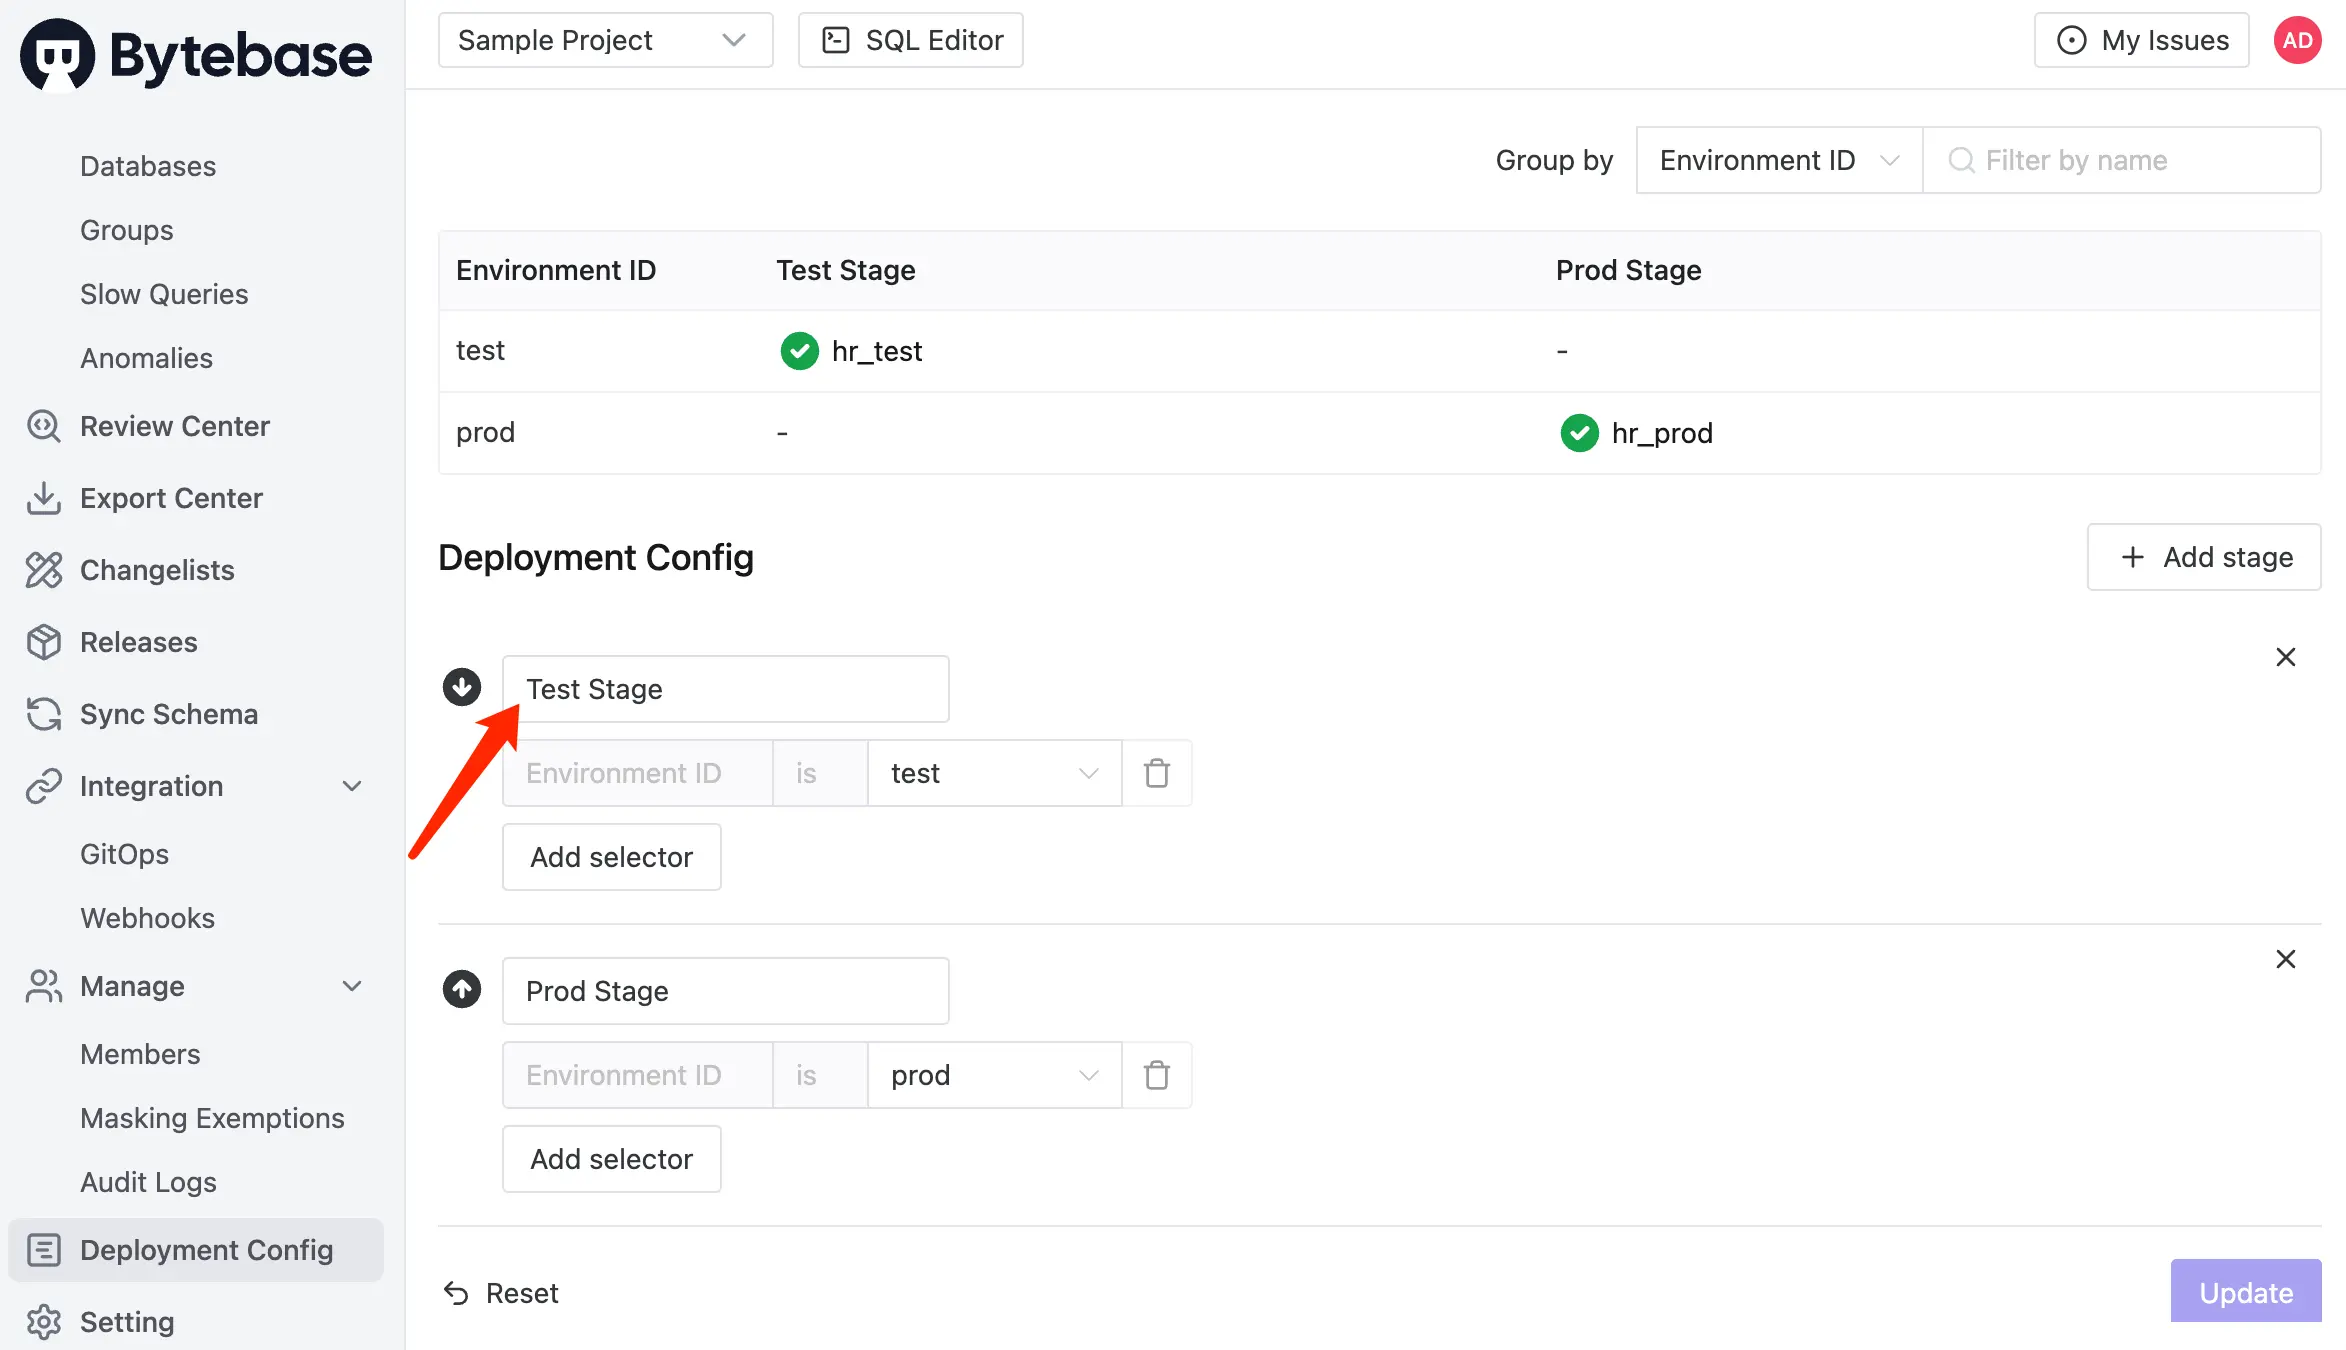 Bytebase
Databases
Groups
Slow Queries
Anomalies
Review Center
Export Center
Changelists
Releases
Sync Schema
Integration
GitOps
Webhooks
Manage
Members
Masking Exemptions
Audit Logs
Deployment Config
Setting
Sample Project
SQL Editor
My Issues
AD
Group by
Environment ID
Filter by name
Environment ID Test Stage Prod Stage
test hr_test -
prod - hr_prod
Deployment Config
Add stage
Test Stage
Environment ID is test
Add selector
Prod Stage
Environment ID is prod
Add selector
Reset
Update